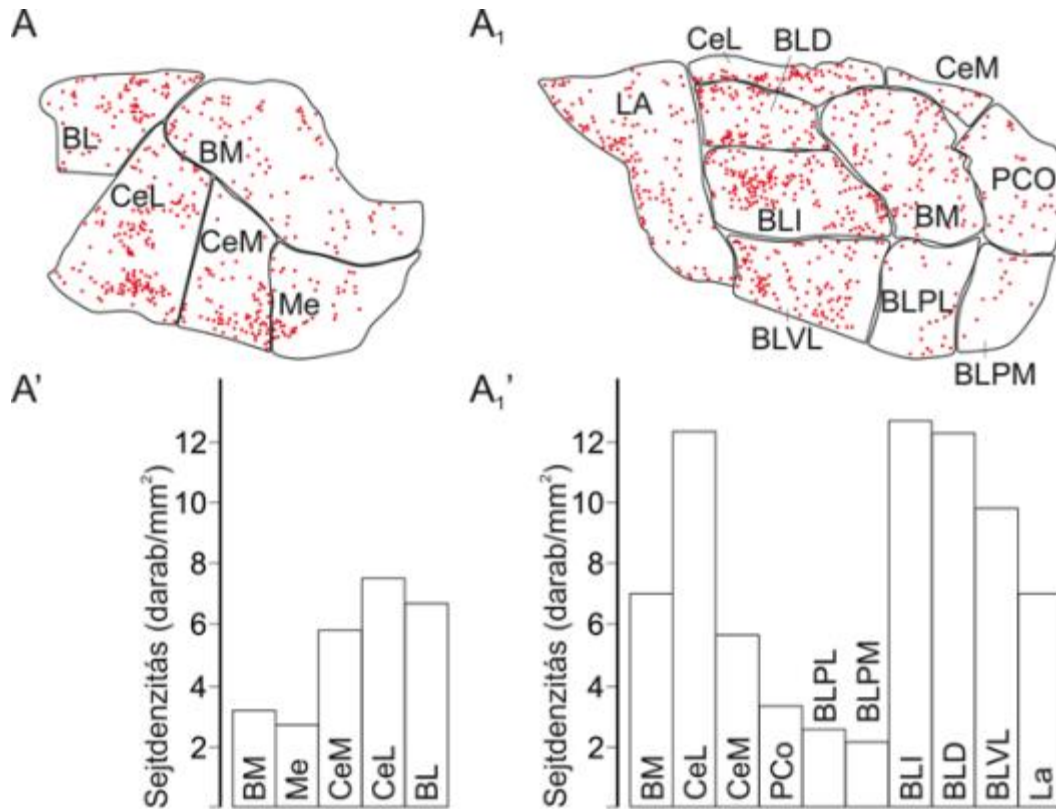 A
BL
BM
CeL
CeM
Me
A₁
CeL
BLD
CeM
LA
PCO
BLI
BM
BLPL
BLVL
BLPM
A'
Sejtdenzitás (darab/mm²)
12
10
8
6
4
2
BM
Me
CeM
CeL
BL
A₁'
Sejtdenzitás (darab/mm²)
12
10
8
6
4
2
BM
CeL
CeM
PCo
BLPL
BLPM
BLI
BLD
BLVL
La